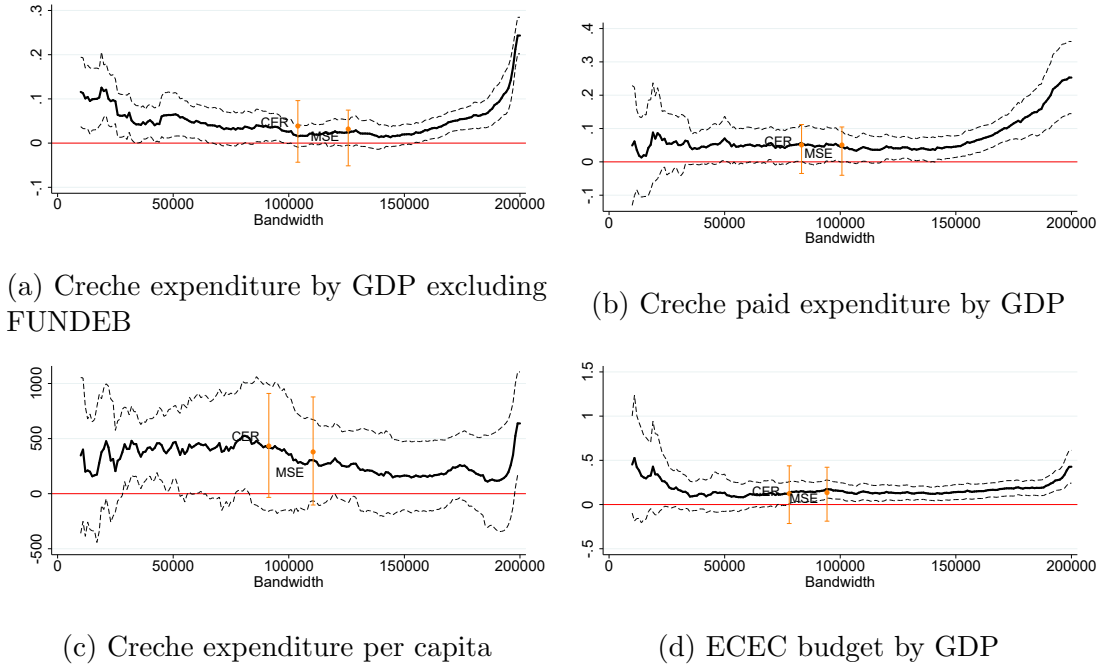 .3
.2
.1
0
-.1
CER
MSE
0 50000 100000 150000 200000
Bandwidth
(a) Creche expenditure by GDP excluding
FUNDEB
.4
.3
.2
.1
0
-.1
CER
MSE
0 50000 100000 150000 200000
Bandwidth
(b) Creche paid expenditure by GDP
1000
500
0
-500
CER
MSE
0 50000 100000 150000 200000
Bandwidth
(c) Creche expenditure per capita
1.5
1
.5
0
-.5
CER
MSE
0 50000 100000 150000 200000
Bandwidth
(d) ECEC budget by GDP